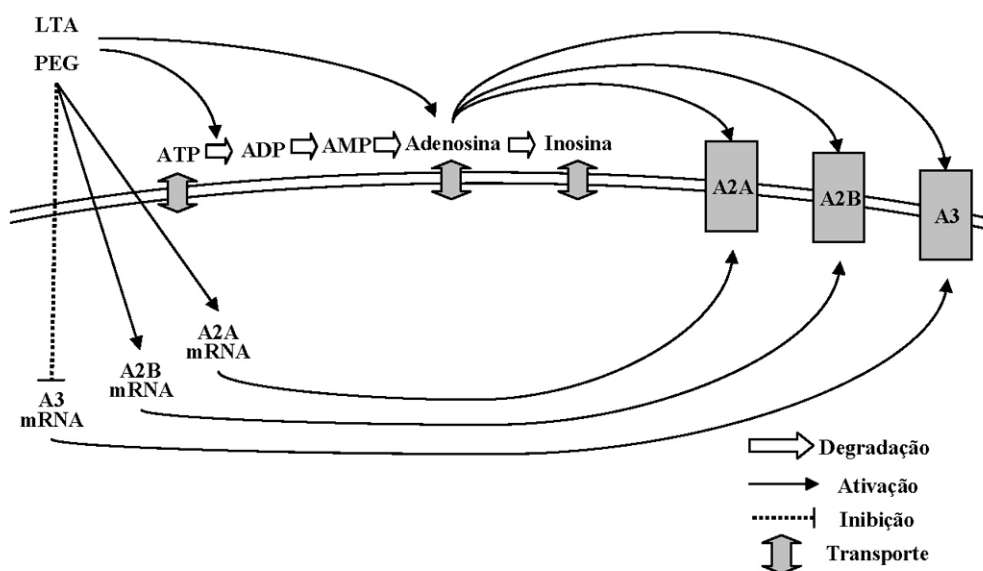 LTA
PEG
ATP
ADP
AMP
Adenosina
Inosina
A2A
A2B
A3
A2A
mRNA
A2B
mRNA
A3
mRNA
Degradação
Ativação
Inibição
Transporte